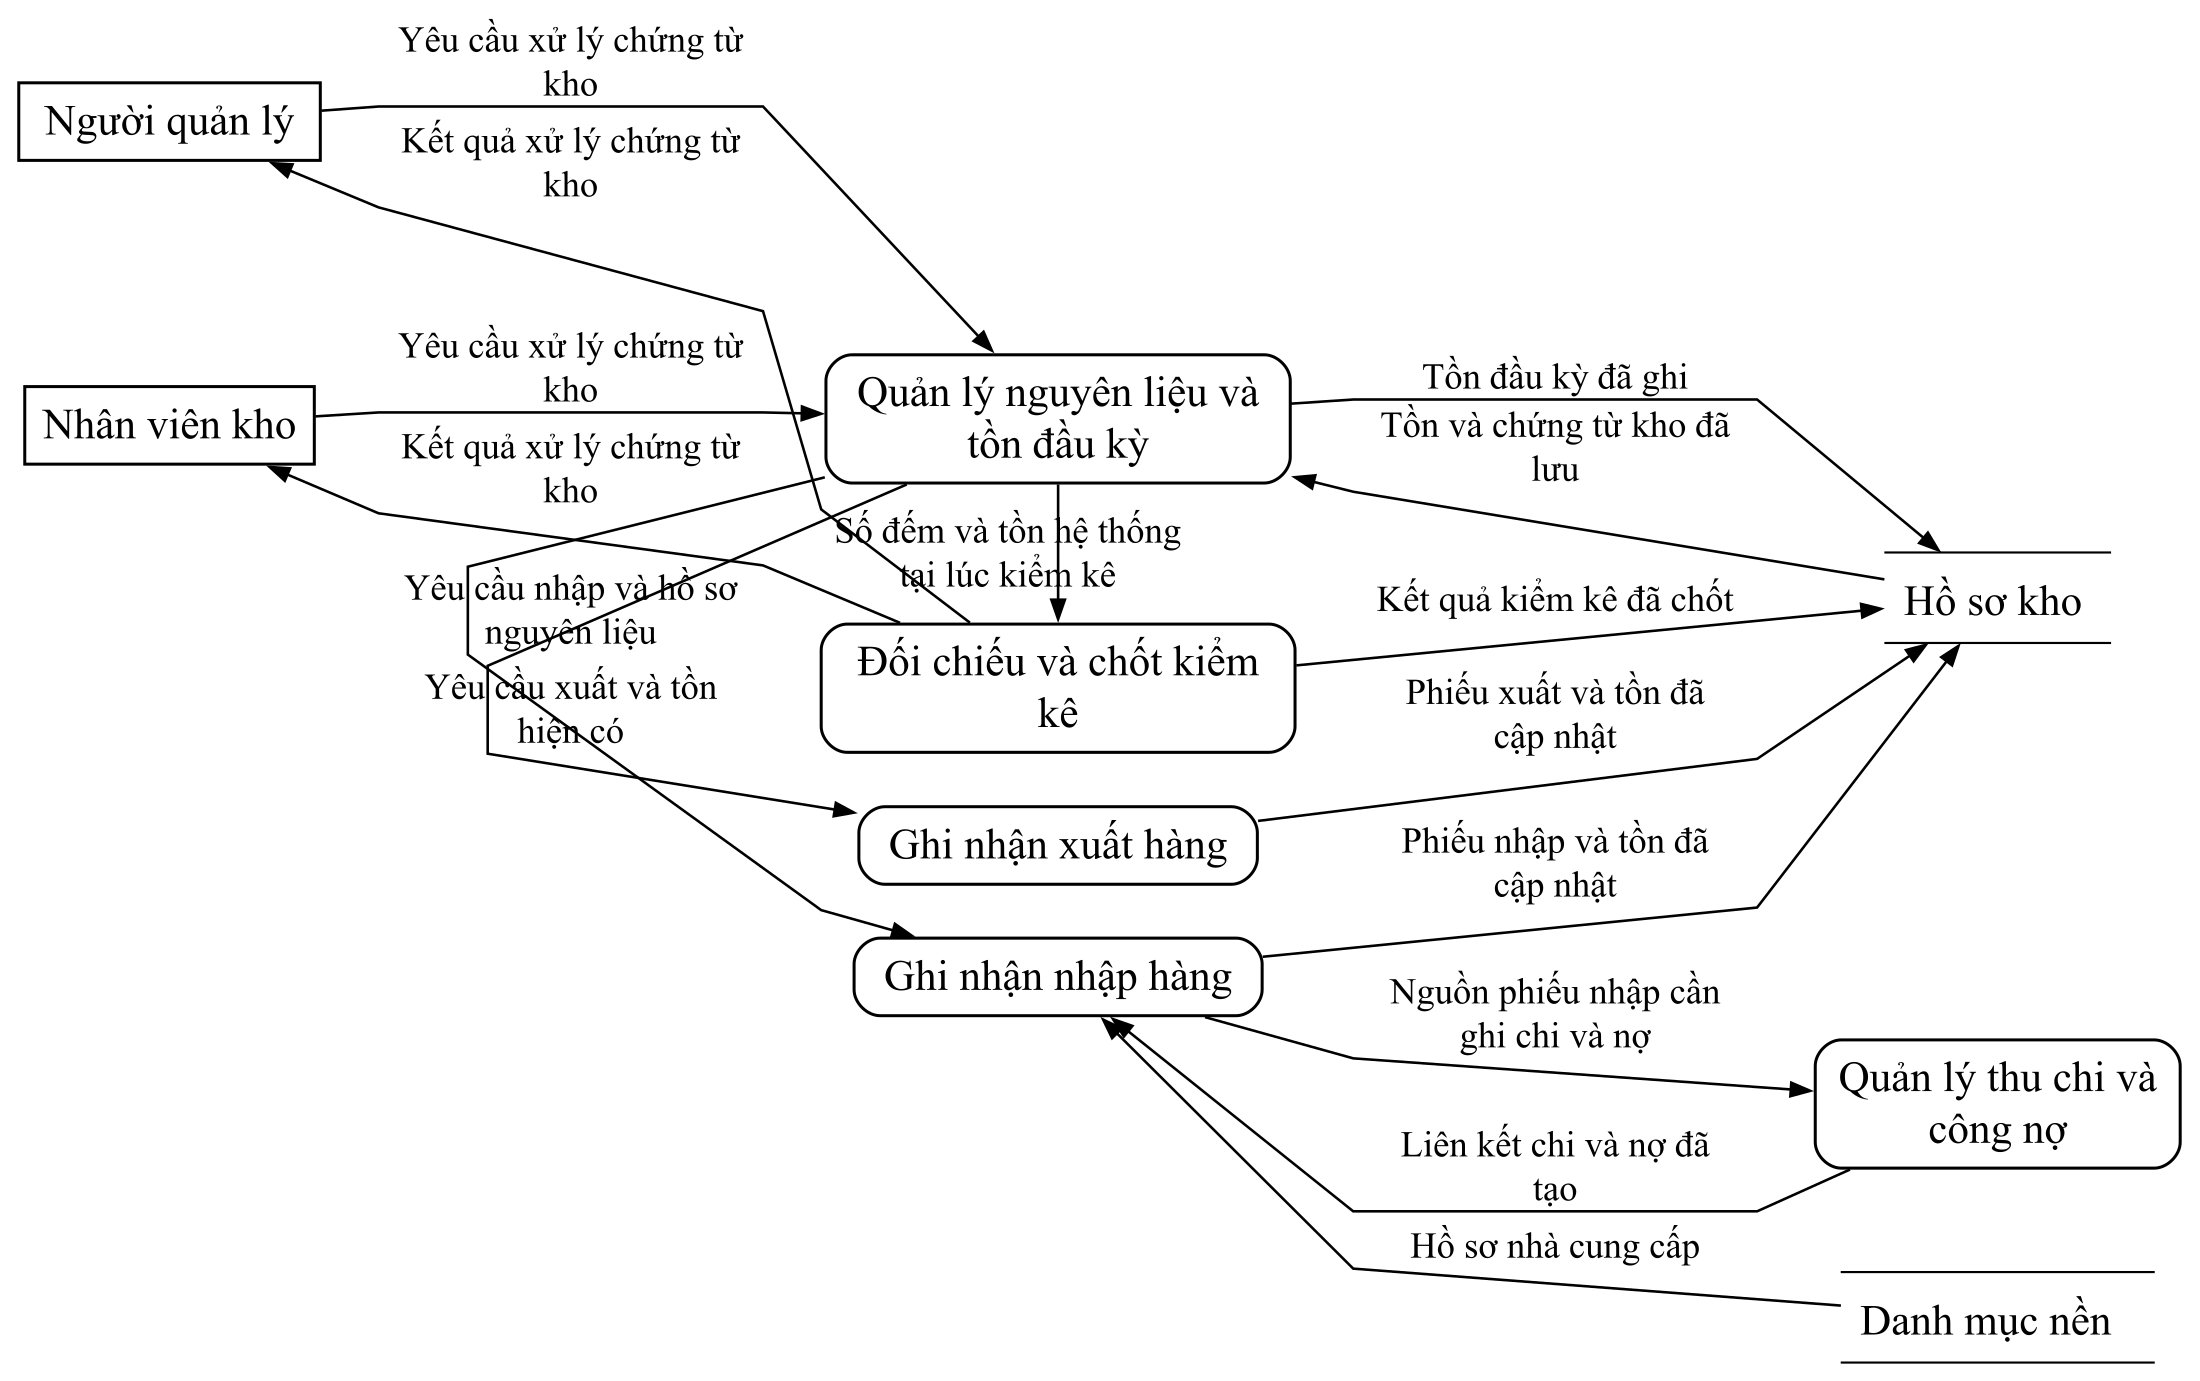 Yêu cầu xử lý chứng từ
kho
Người quản lý
Kết quả xử lý chứng từ
kho
Yêu cầu xử lý chứng từ
kho
Nhân viên kho
Kết quả xử lý chứng từ
kho
Quản lý nguyên liệu và
tồn đầu kỳ
Tồn đầu kỳ đã ghi
Tồn và chứng từ kho đã
lưu
Số đếm và tồn hệ thống
tại lúc kiểm kê
Yêu cầu nhập và hồ sơ
nguyên liệu
Kết quả kiểm kê đã chốt
Hồ sơ kho
Đối chiếu và chốt kiểm
kê
Yêu cầu xuất và tồn
hiện có
Phiếu xuất và tồn đã
cập nhật
Ghi nhận xuất hàng
Phiếu nhập và tồn đã
cập nhật
Ghi nhận nhập hàng
Nguồn phiếu nhập cần
ghi chi và nợ
Quản lý thu chi và
công nợ
Liên kết chi và nợ đã
tạo
Hồ sơ nhà cung cấp
Danh mục nền